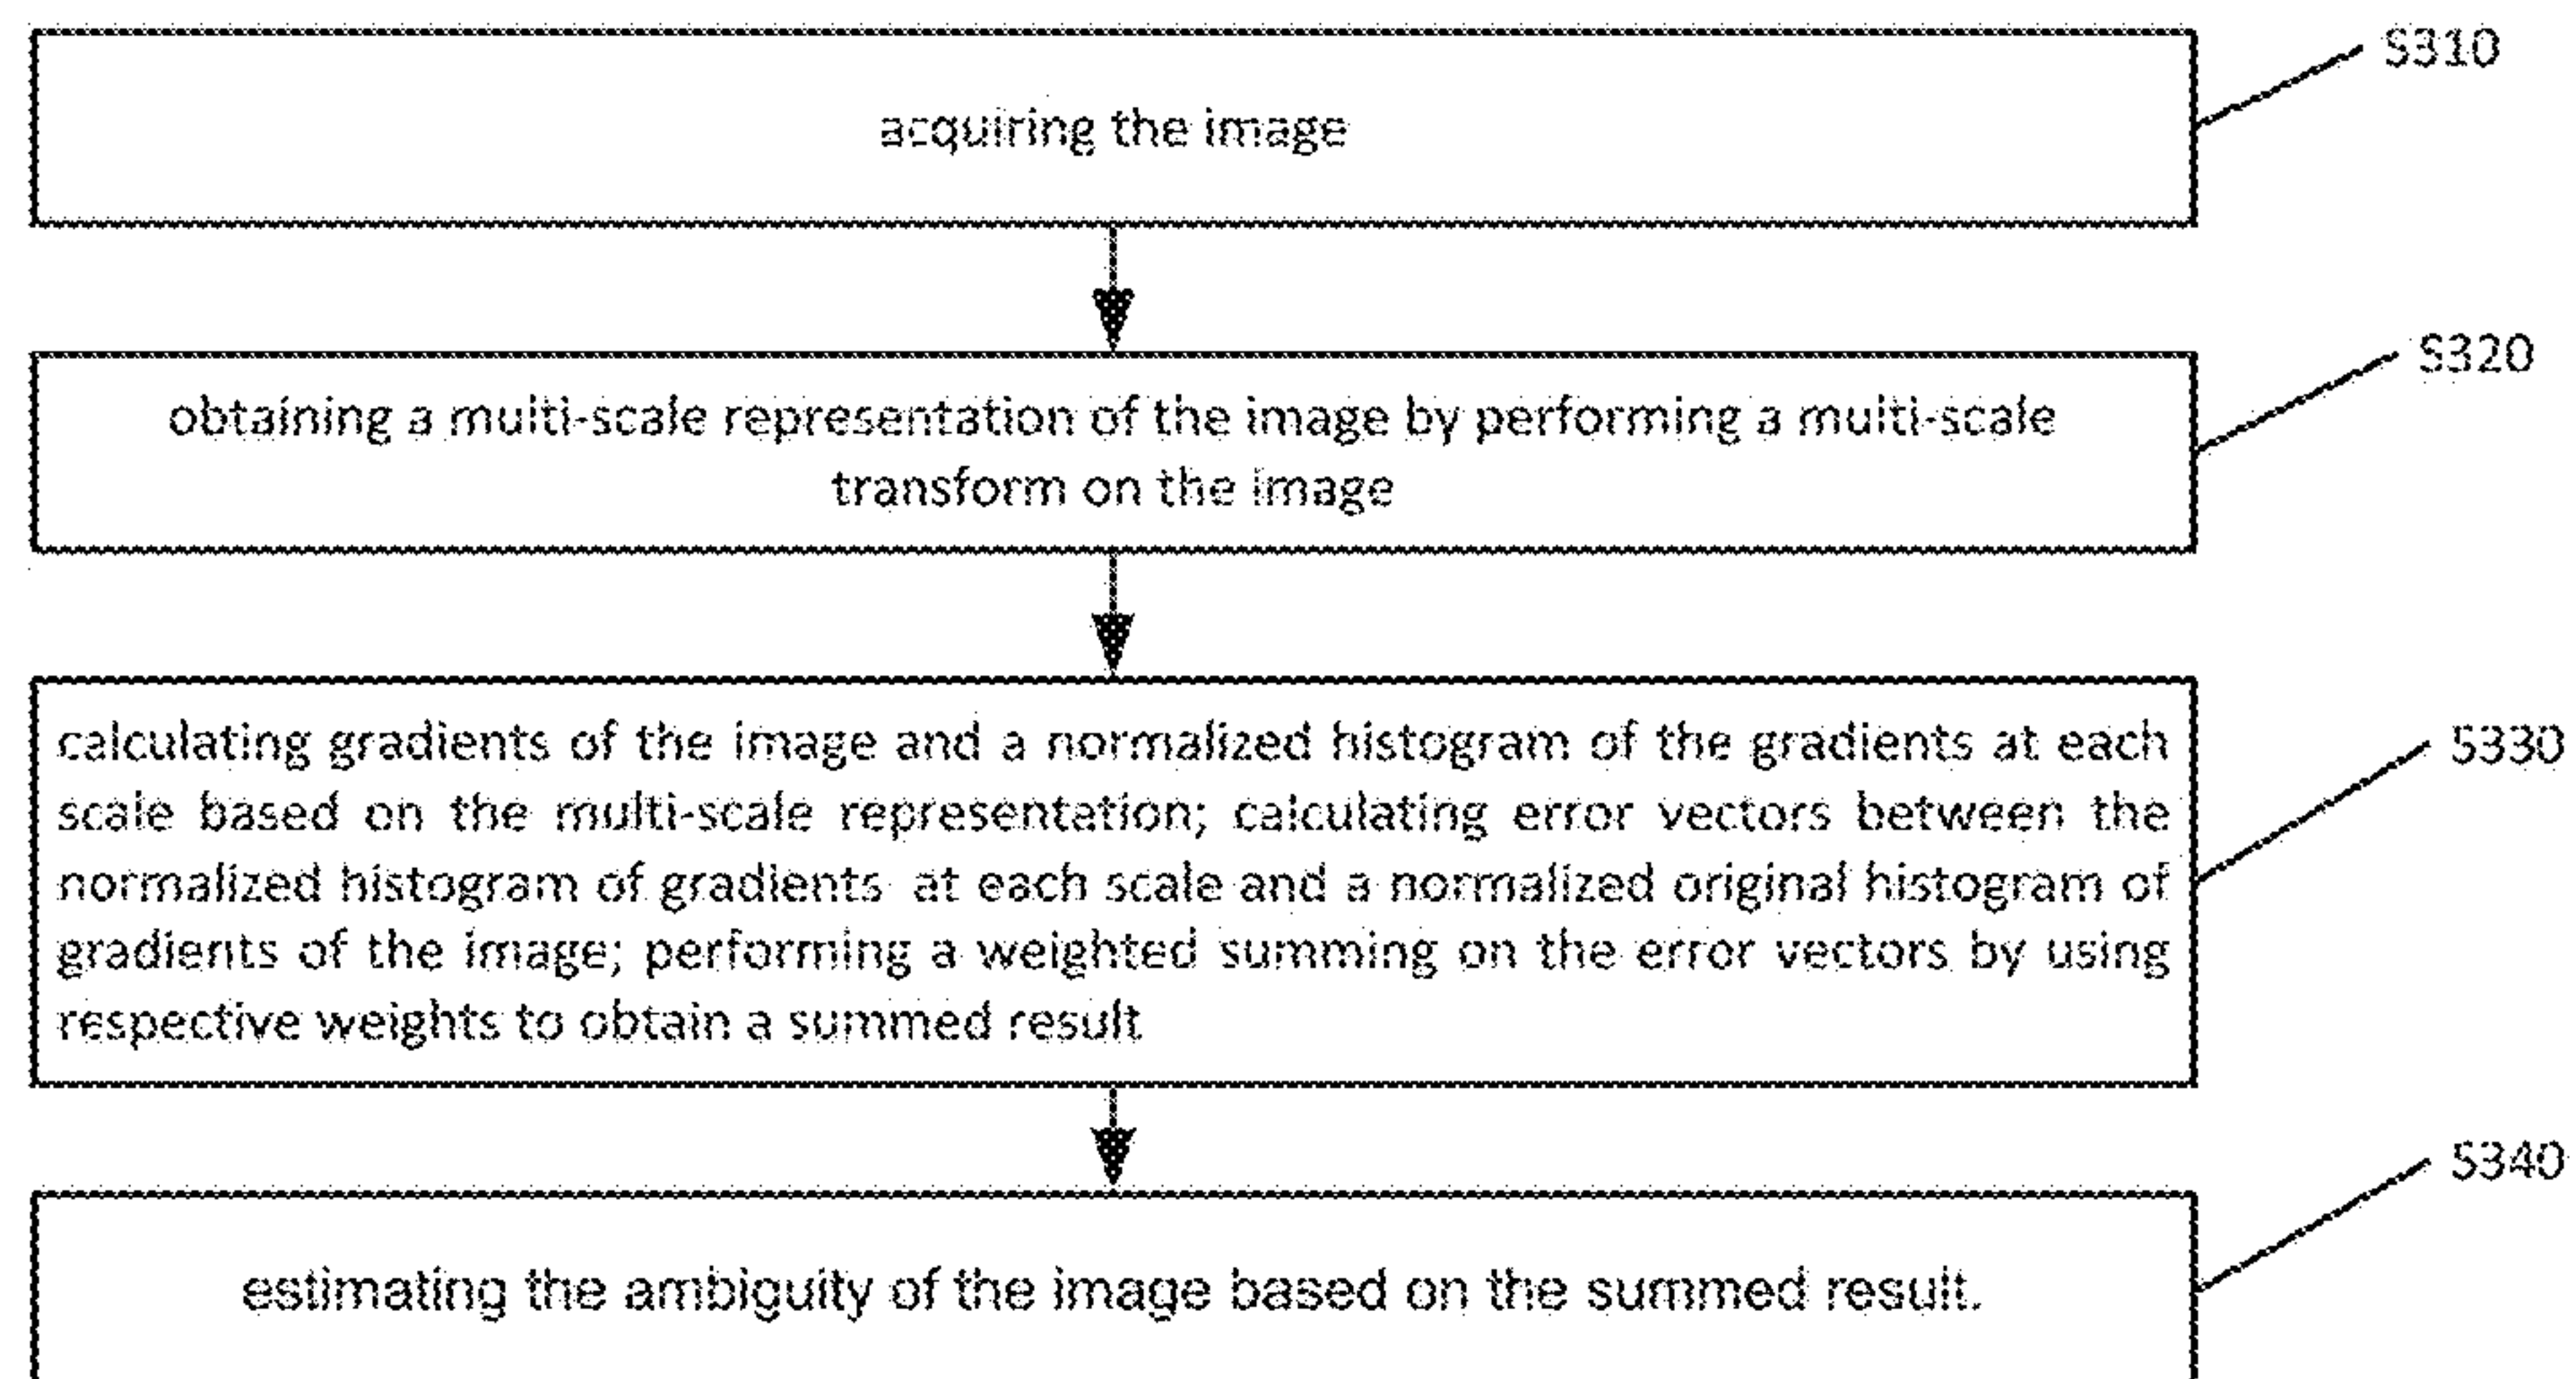 S310
acquiring the image
S320
obtaining a multi-scale representation of the image by performing a multi-scale
transform on the image
calculating gradients of the image and a normalized histogram of the gradients at each
S330
scale based on the multi-scale representation; calculating error vectors between the
normalized histogram of gradients at each scale and a normalized original histogram of
gradients of the image; performing a weighted summing on the error vectors by using
respective weights to obtain a summed result
S340
estimating the ambiguity of the image based on the summed result.